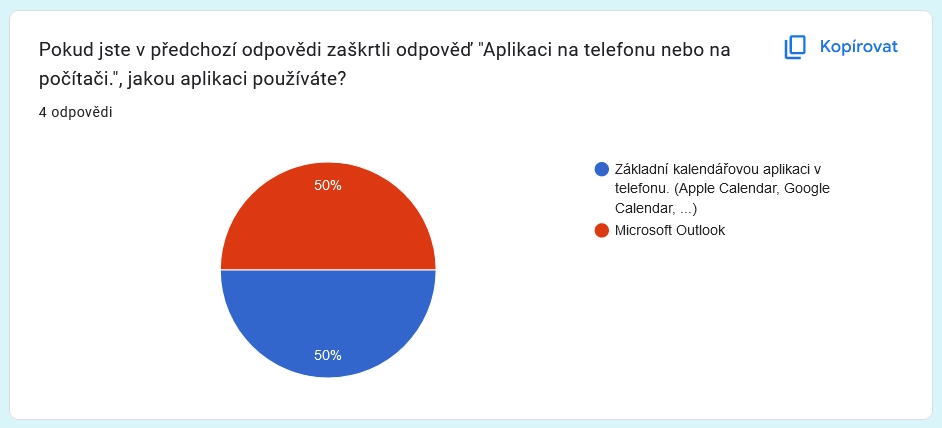 Pokud jste v předchozí odpovědi zaškrtli odpověď "Aplikaci na telefonu nebo na
počítači.", jakou aplikaci používáte?
Kopírovat
4 odpovědi
50%
50%
Základní kalendářovou aplikaci v
telefonu. (Apple Calendar, Google
Calendar, ...)
Microsoft Outlook